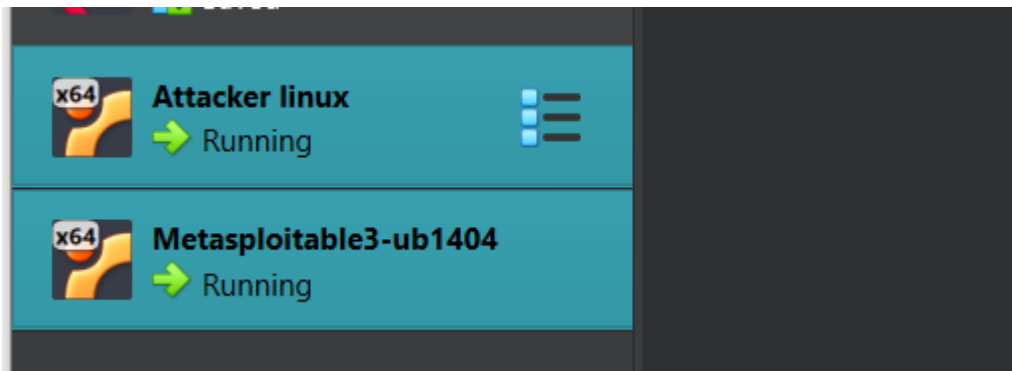 x64
Attacker linux
Running
x64
Metasploitable3-ub1404
Running